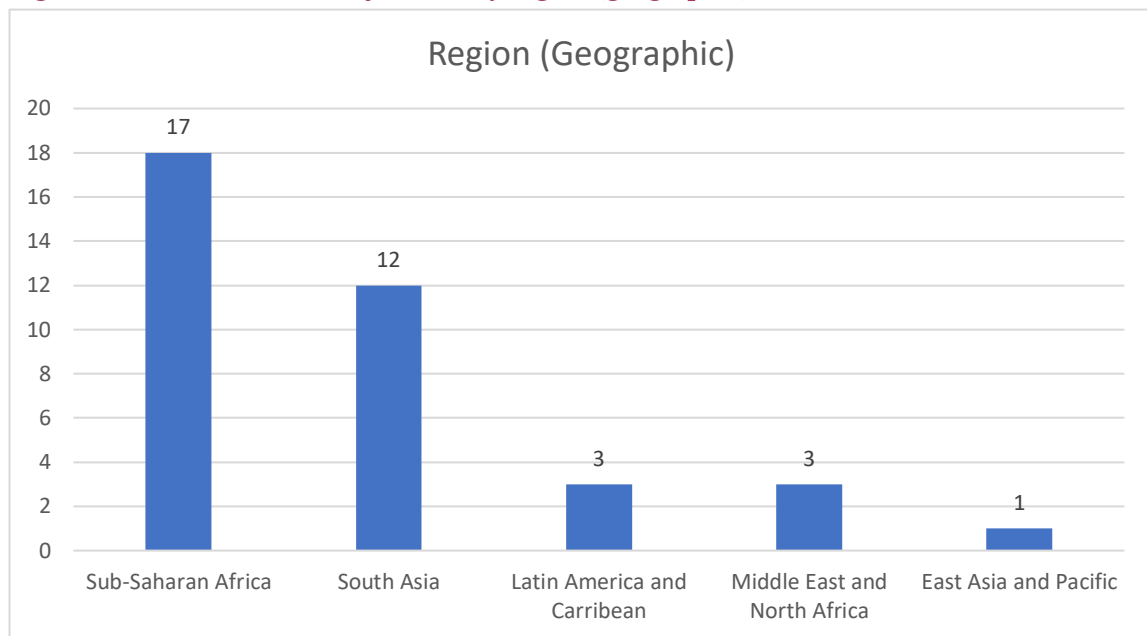 Region (Geographic)
20
18
16
14
12
10
8
6
4
2
0
17
12
3
3
1
Sub-Saharan Africa
South Asia
Latin America and
Carribean
Middle East and
North Africa
East Asia and Pacific